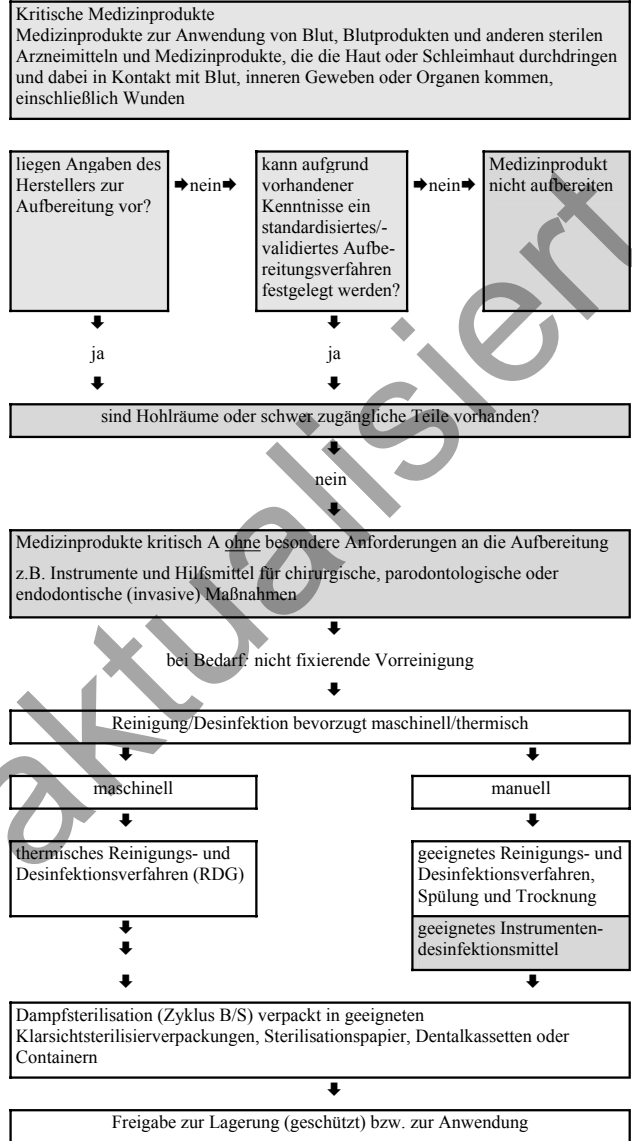 Kritische Medizinprodukte
Medizinprodukte zur Anwendung von Blut, Blutprodukten und anderen sterilen
Arzneimitteln und Medizinprodukte, die die Haut oder Schleimhaut durchdringen
und dabei in Kontakt mit Blut, inneren Geweben oder Organen kommen,
einschließlich Wunden
liegen Angaben des
Herstellers zur
Aufbereitung vor?
🡆nein🡆
kann aufgrund
vorhandener
Kenntnisse ein
standardisiertes/-
validiertes Aufbe-
reitungsverfahren
festgelegt werden?
🡆nein🡆
Medizinprodukt
nicht aufbereiten
ja
ja
sind Hohlräume oder schwer zugängliche Teile vorhanden?
nein
Medizinprodukte kritisch A ohne besondere Anforderungen an die Aufbereitung
z.B. Instrumente und Hilfsmittel für chirurgische, parodontologische oder
endodontische (invasive) Maßnahmen
bei Bedarf: nicht fixierende Vorreinigung
Reinigung/Desinfektion bevorzugt maschinell/thermisch
maschinell
manuell
thermisches Reinigungs- und
Desinfektionsverfahren (RDG)
geeignetes Reinigungs- und
Desinfektionsverfahren,
Spülung und Trocknung
geeignetes Instrumenten-
desinfektionsmittel
Dampfsterilisation (Zyklus B/S) verpackt in geeigneten
Klarsichtsterilisierverpackungen, Sterilisationspapier, Dentalkassetten oder
Containern
Freigabe zur Lagerung (geschützt) bzw. zur Anwendung
aktualisiert